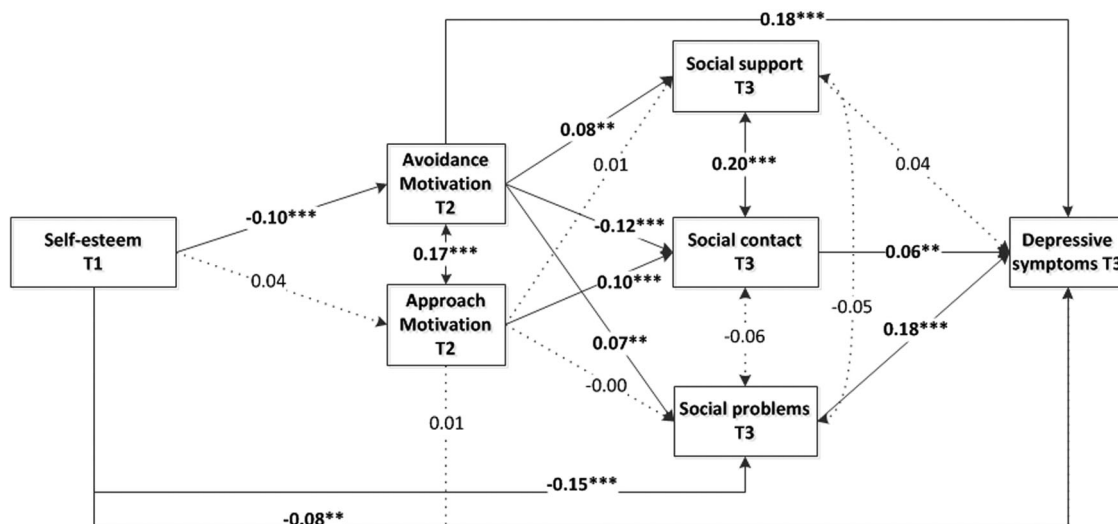 0.18***
Social support
T3
0.08**
Avoidance
Motivation
T2
0.01
0.20***
0.04
-0.10***
-0.12***
Self-esteem
T1
0.17***
Social contact
T3
0.06**
Depressive
symptoms T3
0.04
0.10***
Approach
Motivation
T2
-0.05
0.07**
-0.06
0.18***
-0.00
Social problems
T3
0.01
-0.15***
-0.08**